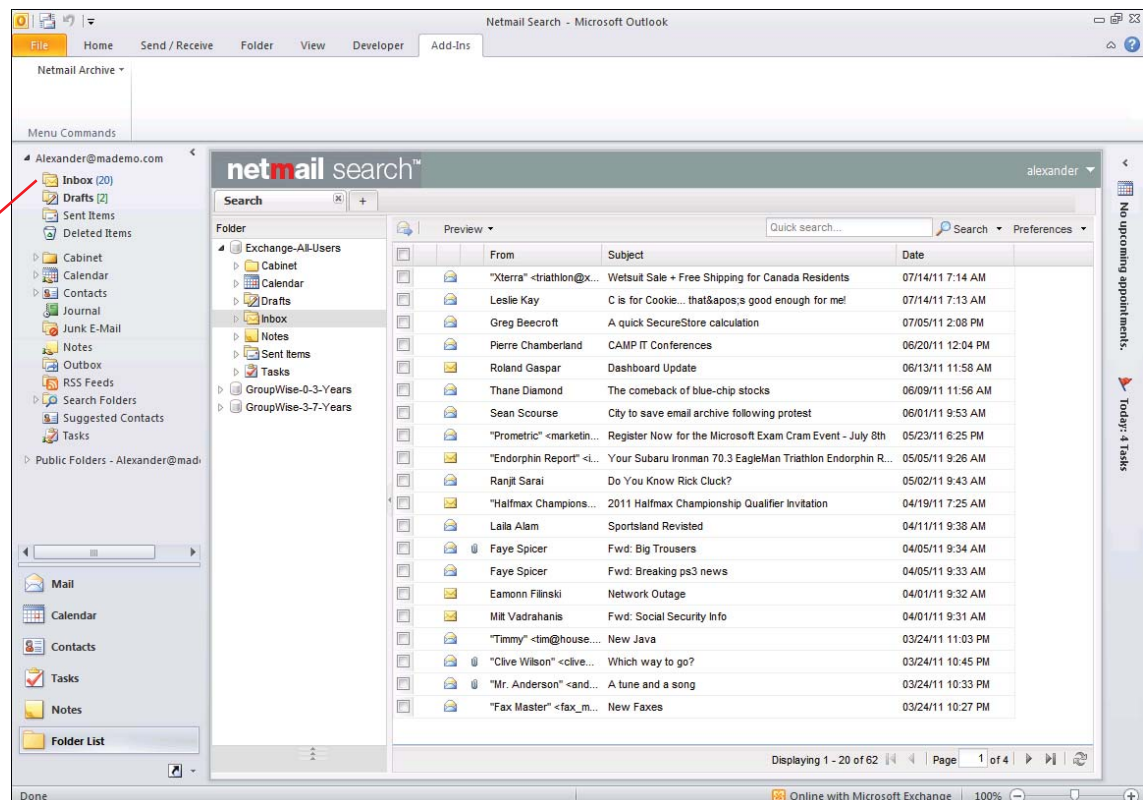 Netmail Search - Microsoft Outlook
File Home Send / Receive Folder View Developer Add-Ins
Netmail Archive
Menu Commands
Alexander@mademo.com
Inbox (20)
Drafts [2]
Sent Items
Deleted Items
Cabinet
Calendar
Contacts
Journal
Junk E-Mail
Notes
Outbox
RSS Feeds
Search Folders
Suggested Contacts
Tasks
Public Folders - Alexander@made
Mail
Calendar
Contacts
Tasks
Notes
Folder List
netmail search™ alexander
Search +
Folder
Exchange-All-Users
Cabinet
Calendar
Drafts
Inbox
Notes
Sent Items
Tasks
GroupWise-0-3-Years
GroupWise-3-7-Years
Preview Quick search... Search Preferences
From Subject Date
"Xterra" <triathlon@x... Wetsuit Sale + Free Shipping for Canada Residents 07/14/11 7:14 AM
Leslie Kay C is for Cookie... that&apos;s good enough for me! 07/14/11 7:13 AM
Greg Beecroft A quick SecureStore calculation 07/05/11 2:08 PM
Pierre Chamberland CAMP IT Conferences 06/20/11 12:04 PM
Roland Gaspar Dashboard Update 06/13/11 11:58 AM
Thane Diamond The comeback of blue-chip stocks 06/09/11 11:56 AM
Sean Scourse City to save email archive following protest 06/01/11 9:53 AM
"Prometric" <marketin... Register Now for the Microsoft Exam Cram Event - July 8th 05/23/11 6:25 PM
"Endorphin Report" <i... Your Subaru Ironman 70.3 EagleMan Triathlon Endorphin R... 05/05/11 9:26 AM
Ranjit Sarai Do You Know Rick Cluck? 05/02/11 9:43 AM
"Halfmax Champions... 2011 Halfmax Championship Qualifier Invitation 04/19/11 7:25 AM
Laila Alam Sportsland Revisted 04/11/11 9:38 AM
Faye Spicer Fwd: Big Trousers 04/05/11 9:34 AM
Faye Spicer Fwd: Breaking ps3 news 04/05/11 9:33 AM
Eamonn Filinski Network Outage 04/01/11 9:32 AM
Milt Vadrahanis Fwd: Social Security Info 04/01/11 9:31 AM
"Timmy" <tim@house.... New Java 03/24/11 11:03 PM
"Clive Wilson" <clive... Which way to go? 03/24/11 10:45 PM
"Mr. Anderson" <and... A tune and a song 03/24/11 10:33 PM
"Fax Master" <fax_m... New Faxes 03/24/11 10:27 PM
Displaying 1 - 20 of 62 Page 1 of 4
No upcoming appointments.
Today: 4 Tasks
Done Online with Microsoft Exchange 100%